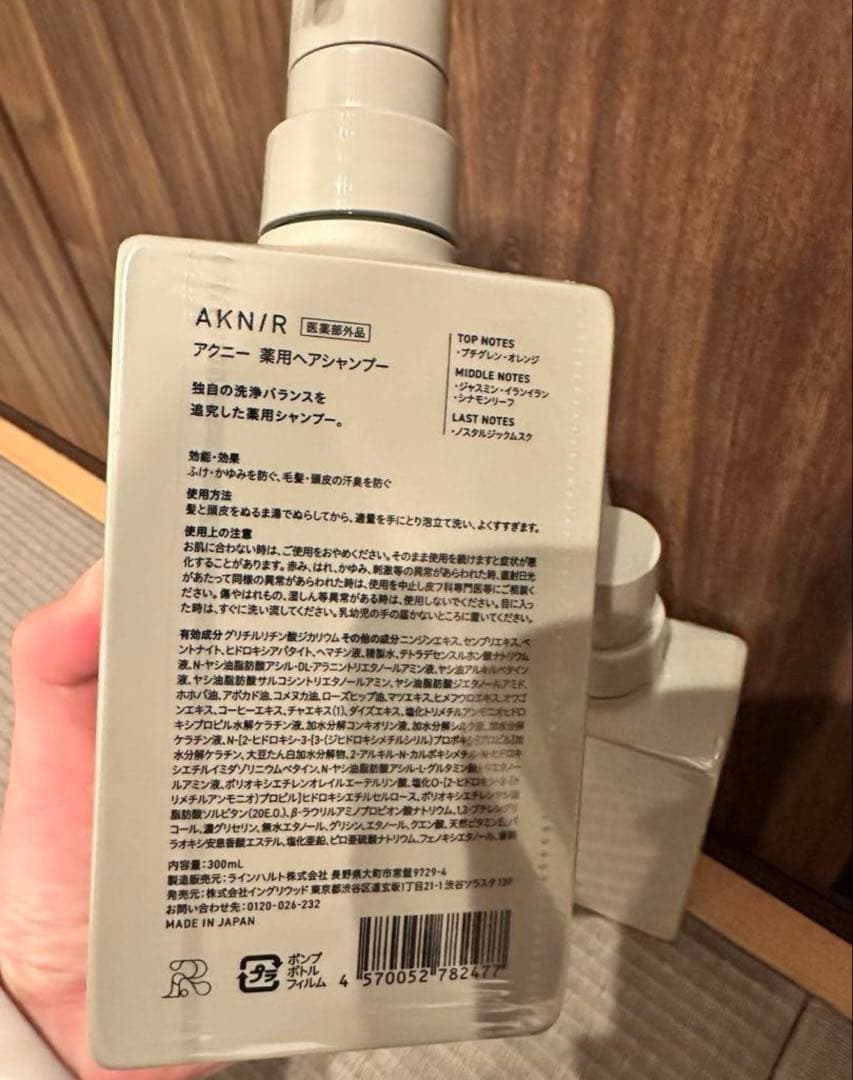 AKNIR 医薬部外品
アクニー 薬用ヘアシャンプー
独自の洗浄バランスを
追究した薬用シャンプー。
TOP NOTES
・プチグレン・オレンジ
MIDDLE NOTES
・ジャスミン・イランイラン
・シナモンリーフ
LAST NOTES
・ノスタルジックムスク
効能・効果
ふけ・かゆみを防ぐ、毛髪・頭皮の汗臭を防ぐ
使用方法
髪と頭皮をぬるま湯でぬらしてから、適量を手にとり泡立て洗い、よくすすぎます。
使用上の注意
お肌に合わない時は、ご使用をおやめください。そのまま使用を続けますと症状が悪
化することがあります。赤み、はれ、かゆみ、刺激等の異常があらわれた時、直射日光
があたって同様の異常があらわれた時は、使用を中止し皮フ科専門医等にご相談く
ださい。傷やはれもの、湿しん等異常がある時は、使用しないでください。目に入っ
た時は、すぐに洗い流してください。乳幼児の手の届かないところに置いてください。
有効成分 グリチルリチン酸ジカリウム その他の成分 ニンジンエキス、センブリエキス、ベ
ントナイト、ヒドロキシアパタイト、ヘマチン液、精製水、テトラデセンスルホン酸ナトリウム
液、N-ヤシ油脂肪酸アシル-DL-アラニントリエタノールアミン液、ヤシ油アルキルベタイン
液、ヤシ油脂肪酸サルコシントリエタノールアミン、ヤシ油脂肪酸ジエタノールアミド、
ホホバ油、アボカド油、コメヌカ油、ローズヒップ油、マツエキス、ヒメフウロエキス、オウゴ
ンエキス、コーヒーエキス、チャエキス(1)、ダイズエキス、塩化トリメチルアンモニオヒドロ
キシプロピル水解ケラチン液、加水分解コンキオリン液、加水分解シルク液、加水分解
ケラチン液、N-[2-ヒドロキシ-3-[3-(ジヒドロキシメチルシリル)プロポキシ]プロピル]加
水分解ケラチン、大豆たん白加水分解物、2-アルキル-N-カルボキシメチル-N-ヒドロキ
シエチルイミダゾリニウムベタイン、N-ヤシ油脂肪酸アシル-L-グルタミン酸トリエタノー
ルアミン液、ポリオキシエチレンオレイルエーテルリン酸、塩化O-[2-ヒドロキシ-3-(ト
リメチルアンモニオ)プロピル]ヒドロキシエチルセルロース、ポリオキシエチレンヤシ油
脂肪酸ソルビタン(20E.O.)、β-ラウリルアミノプロピオン酸ナトリウム、1,3-ブチレングリ
コール、濃グリセリン、無水エタノール、グリシン、エタノール、クエン酸、天然ビタミンE、パ
ラオキシ安息香酸エステル、塩化亜鉛、ピロ亜硫酸ナトリウム、フェノキシエタノール、香料
内容量：300mL
製造販売元：ラインハルト株式会社 長野県大町市常盤9729-4
発売元：株式会社イングリウッド 東京都渋谷区道玄坂1丁目21-1 渋谷ソラスタ 13F
お問い合わせ先：0120-026-232
MADE IN JAPAN
プラ
ポンプ
ボトル
フィルム
4 570052 782477